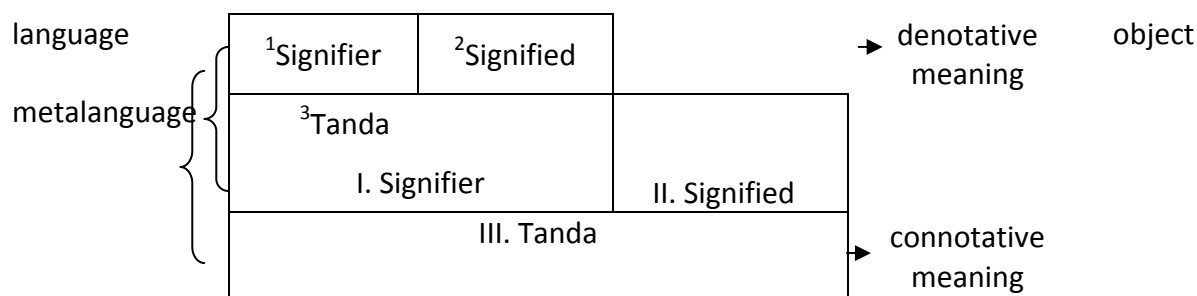 language
metalanguage
¹Signifier
²Signified
³Tanda
I. Signifier
II. Signified
III. Tanda
denotative object
meaning
connotative
meaning